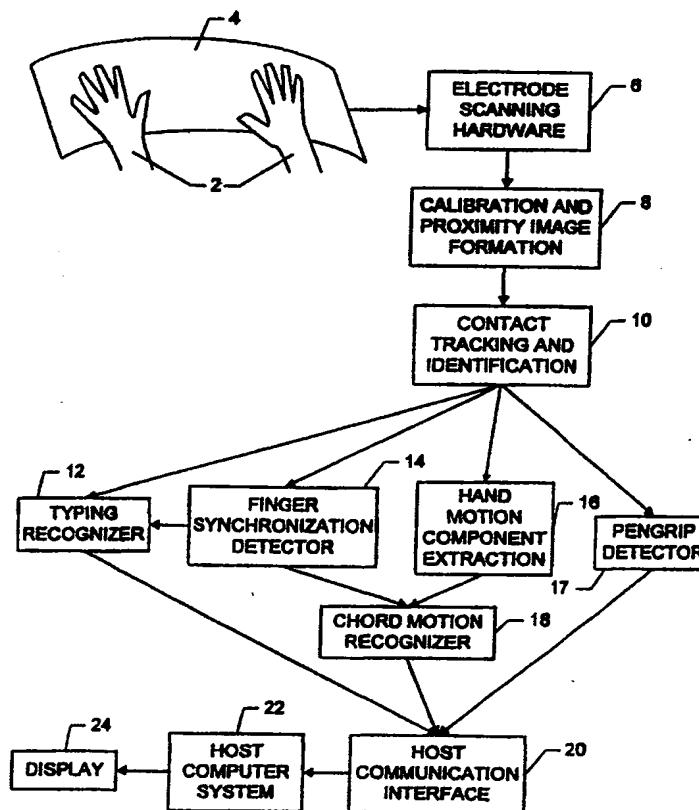 4
2
ELECTRODE
SCANNING
HARDWARE
6
CALIBRATION AND
PROXIMITY IMAGE
FORMATION
8
CONTACT
TRACKING AND
IDENTIFICATION
10
12
TYPING
RECOGNIZER
14
FINGER
SYNCHRONIZATION
DETECTOR
HAND
MOTION
COMPONENT
EXTRACTION
16
PENGRIP
DETECTOR
17
CHORD MOTION
RECOGNIZER
18
24
DISPLAY
22
HOST
COMPUTER
SYSTEM
HOST
COMMUNICATION
INTERFACE
20